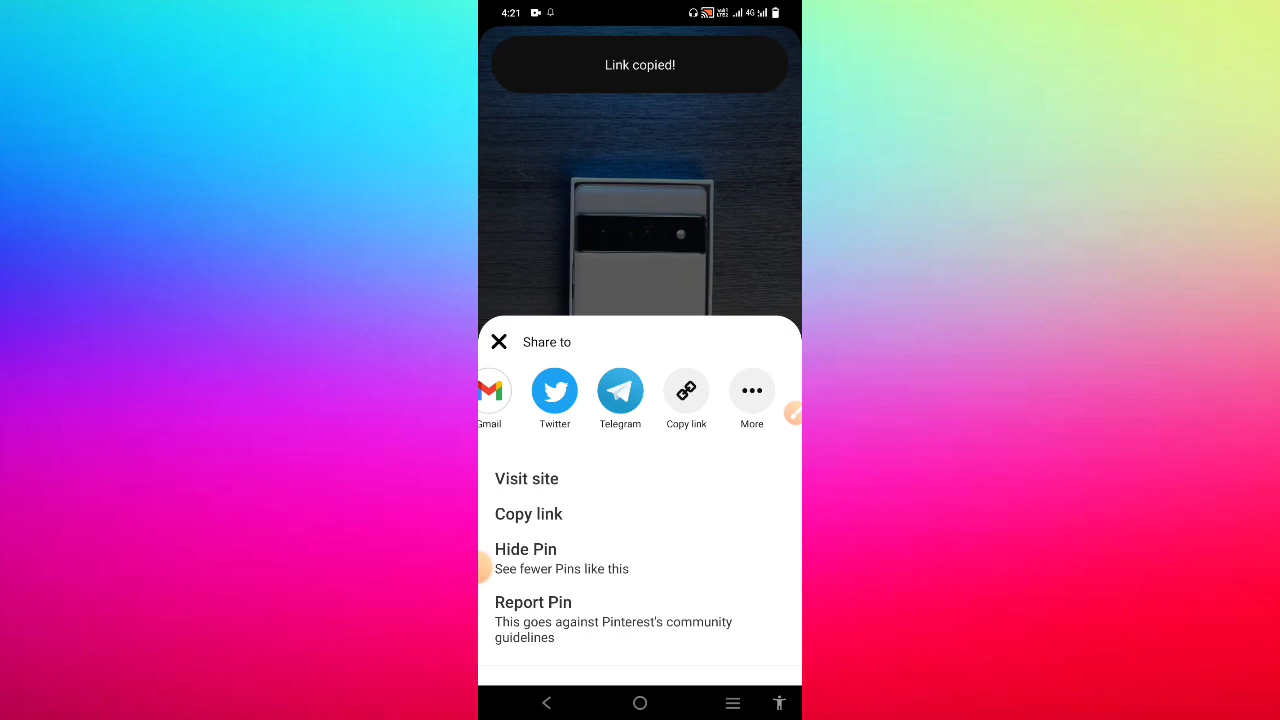 4:21
4G
Link copied!
Share to
Gmail
Twitter
Telegram
Copy link
More
Visit site
Copy link
Hide Pin
See fewer Pins like this
Report Pin
This goes against Pinterest's community
guidelines